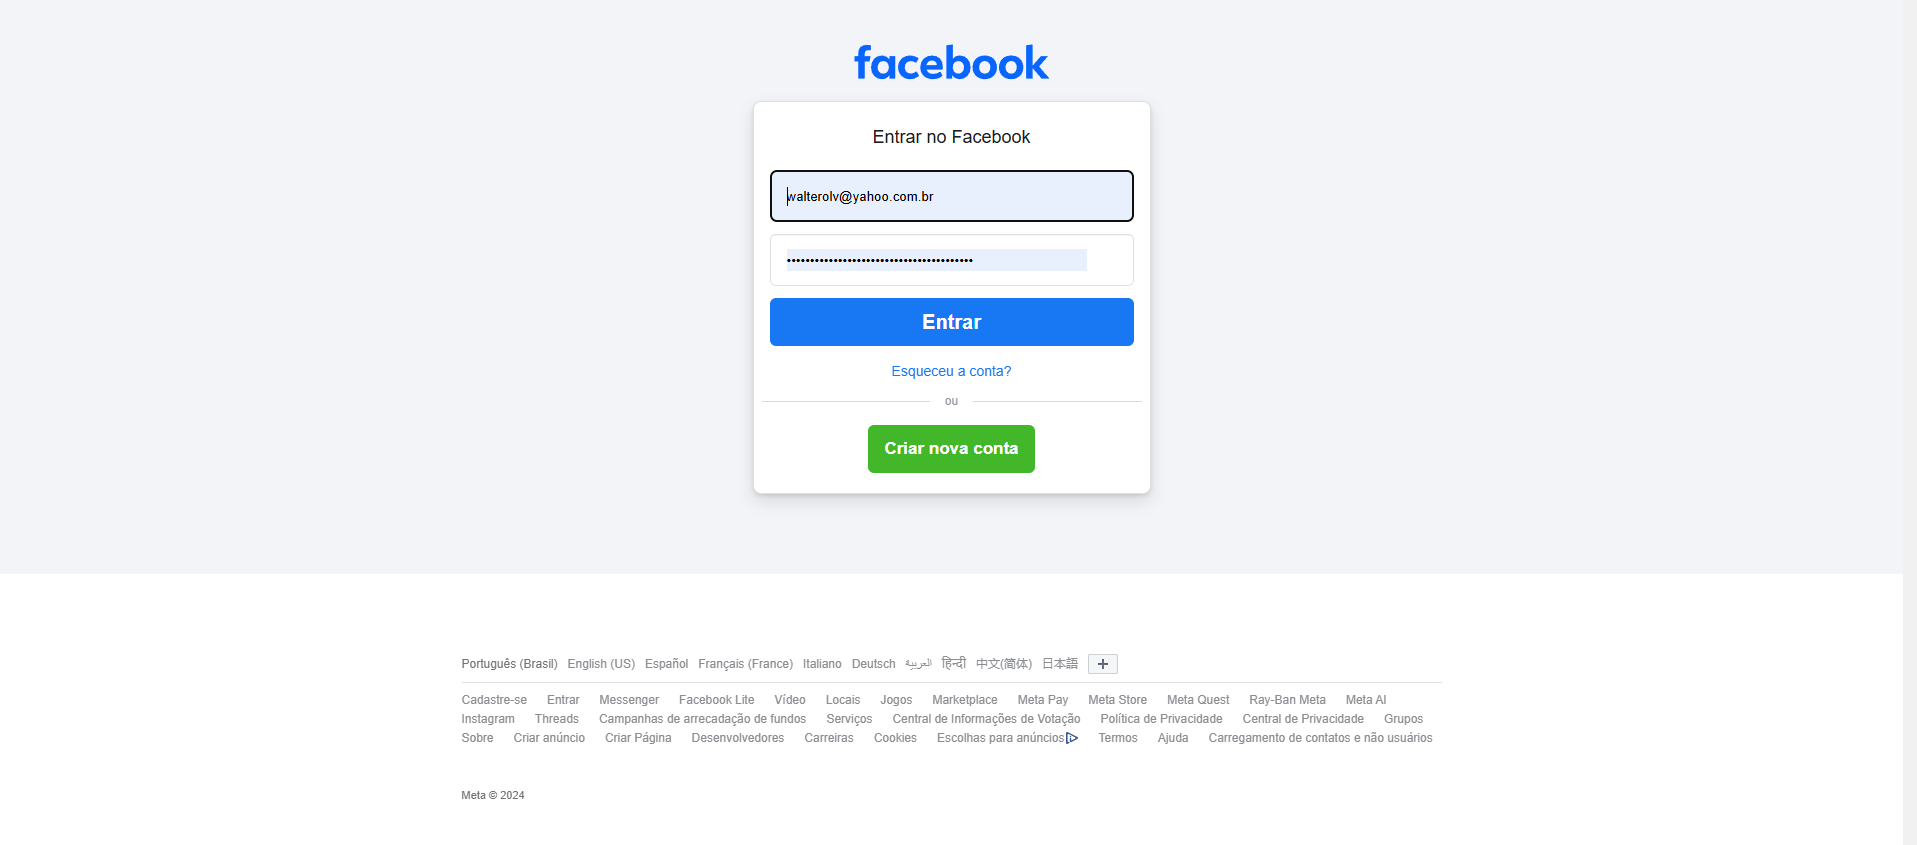 facebook
Entrar no Facebook
walterolv@yahoo.com.br
••••••••••••••••••••••••••••••••••••••••
Entrar
Esqueceu a conta?
ou
Criar nova conta
Português (Brasil) English (US) Español Français (France) Italiano Deutsch العربية हिन्दी 中文(简体) 日本語
Cadastre-se Entrar Messenger Facebook Lite Vídeo Locais Jogos Marketplace Meta Pay Meta Store Meta Quest Ray-Ban Meta Meta AI
Instagram Threads Campanhas de arrecadação de fundos Serviços Central de Informações de Votação Política de Privacidade Central de Privacidade Grupos
Sobre Criar anúncio Criar Página Desenvolvedores Carreiras Cookies Escolhas para anúncios Termos Ajuda Carregamento de contatos e não usuários
Meta © 2024